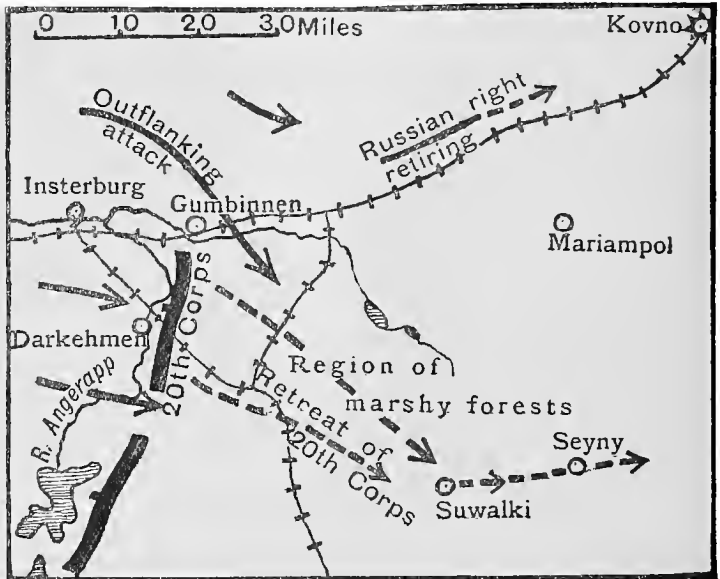 0 10 20 30 Miles
Kovno
Outflanking
attack
Russian right
retiring
Insterburg
Gumbinnen
Mariampol
Darkehmen
20th Corps
R. Angerapp
Region of
marshy forests
Retreat of
20th Corps
Seyny
Suwalki